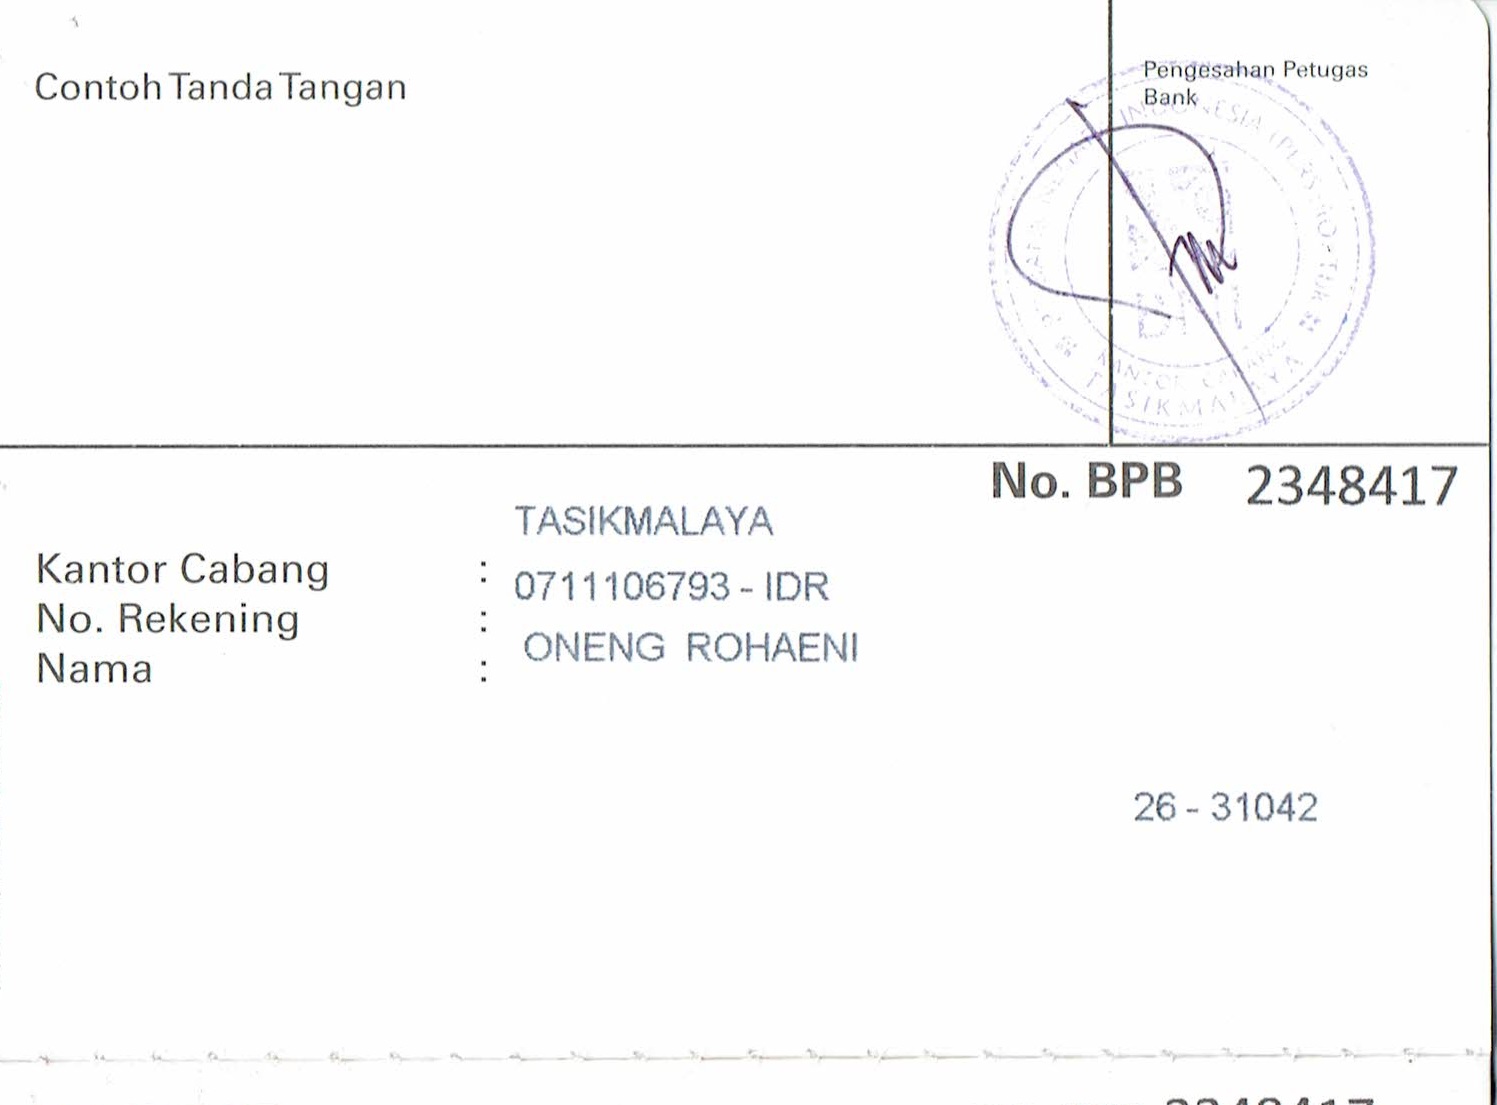 Contoh Tanda Tangan
Pengesahan Petugas
Bank
INDONESIA (PERSERO) TBK
KANTOR CABANG
TASIKMALAYA
No. BPB 2348417
TASIKMALAYA
Kantor Cabang :
0711106793 - IDR
No. Rekening :
ONENG ROHAENI
Nama :
26 - 31042
2348417